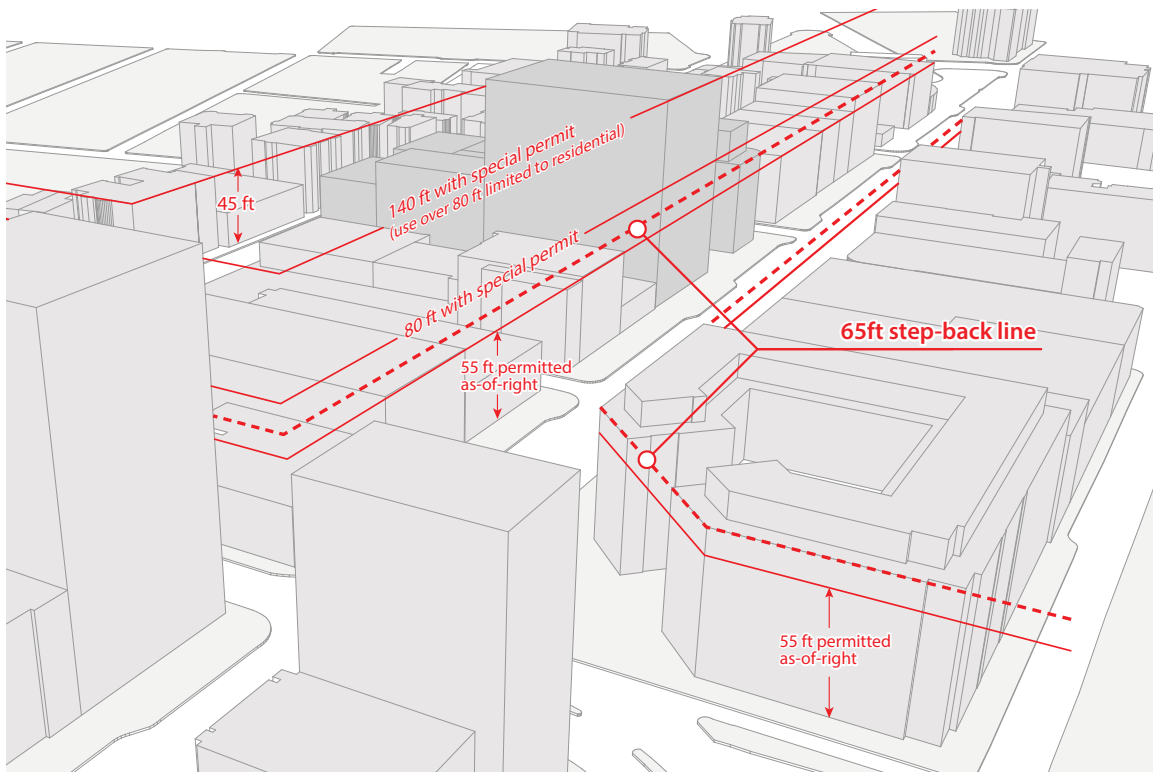 45 ft
140 ft with special permit
(use over 80 ft limited to residential)
80 ft with special permit
65ft step-back line
55 ft permitted
as-of-right
55 ft permitted
as-of-right